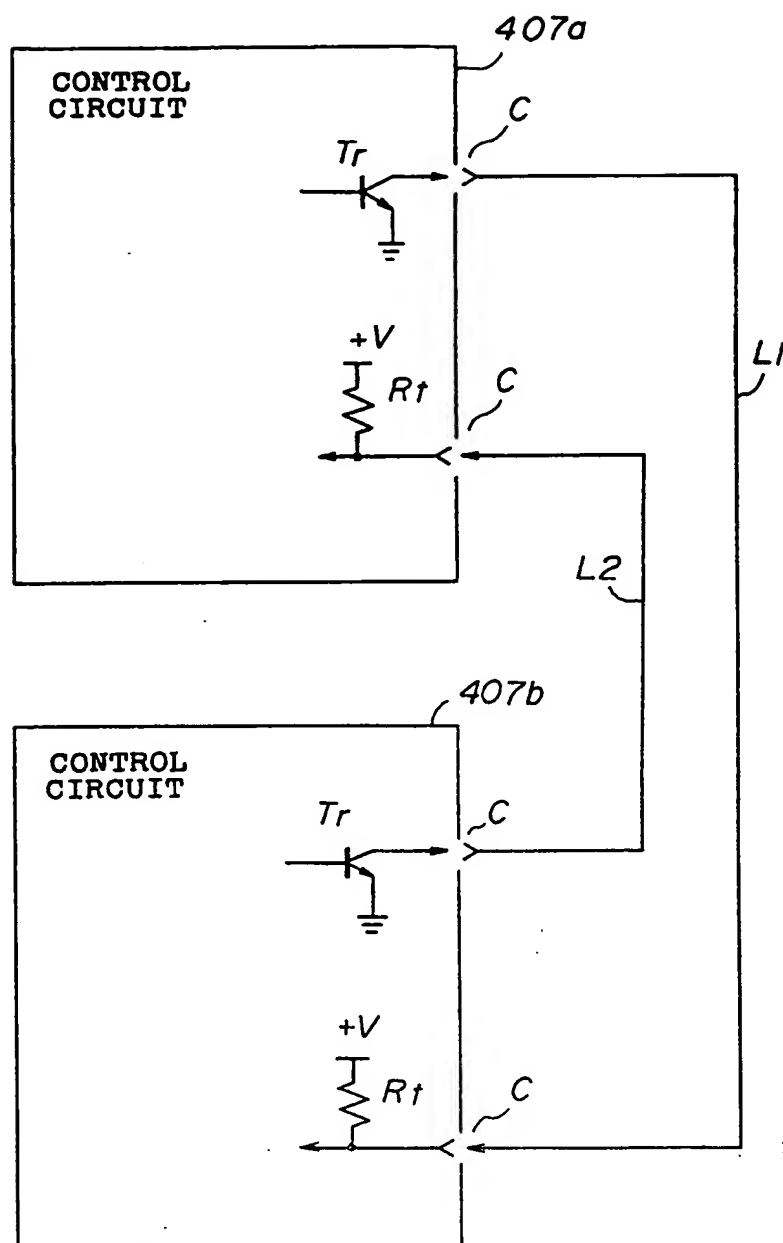 407a
CONTROL
CIRCUIT
C
Tr
+V
Rt
C
L1
L2
407b
CONTROL
CIRCUIT
Tr
C
+V
Rt
C